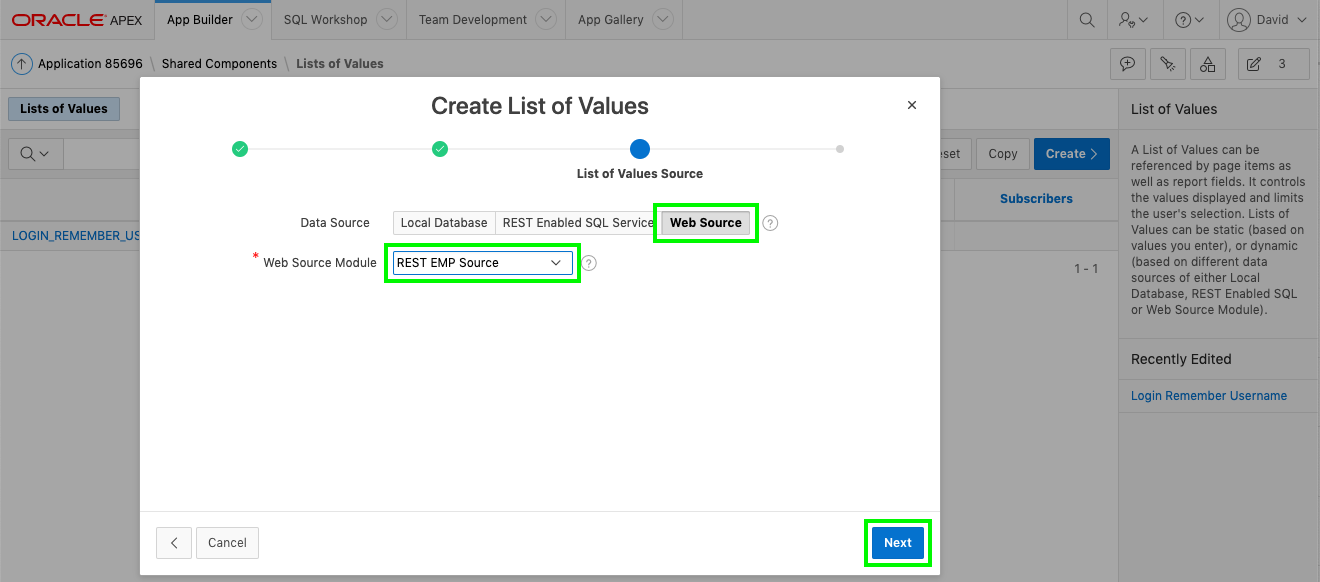 ORACLE APEX App Builder SQL Workshop Team Development App Gallery David
Application 85696 \ Shared Components \ Lists of Values 3
Lists of Values
Create List of Values
List of Values Source
Data Source Local Database REST Enabled SQL Service Web Source ?
* Web Source Module REST EMP Source ?
Cancel Next
Copy Create
Subscribers
LOGIN_REMEMBER_US
1 - 1
List of Values
A List of Values can be
referenced by page items as
well as report fields. It controls
the values displayed and limits
the user's selection. Lists of
Values can be static (based on
values you enter), or dynamic
(based on different data
sources of either Local
Database, REST Enabled SQL
or Web Source Module).
Recently Edited
Login Remember Username